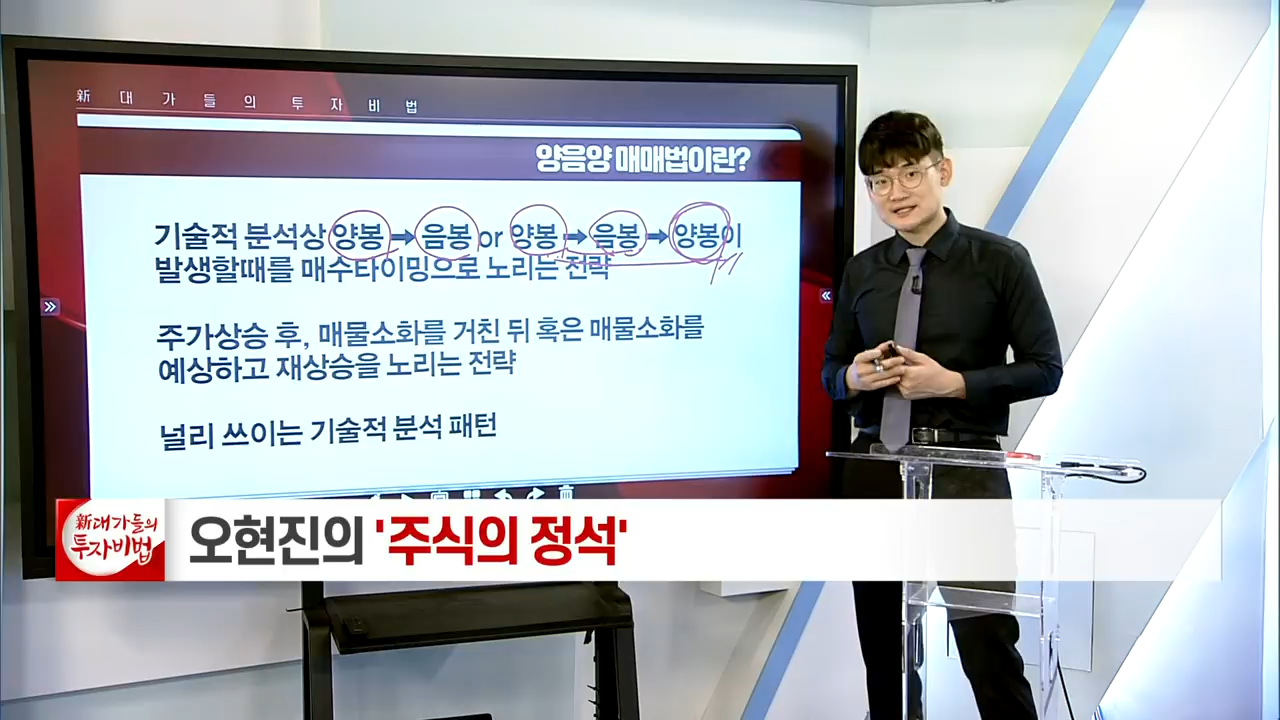 新 대가들의 투자비법
양음양 매매법이란?
기술적 분석상 양봉➡음봉 or 양봉➡음봉➡양봉이
발생할때를 매수타이밍으로 노리는 전략
주가상승 후, 매물소화를 거친 뒤 혹은 매물소화를
예상하고 재상승을 노리는 전략
널리 쓰이는 기술적 분석 패턴
新대가들의
투자비법
오현진의 '주식의 정석'